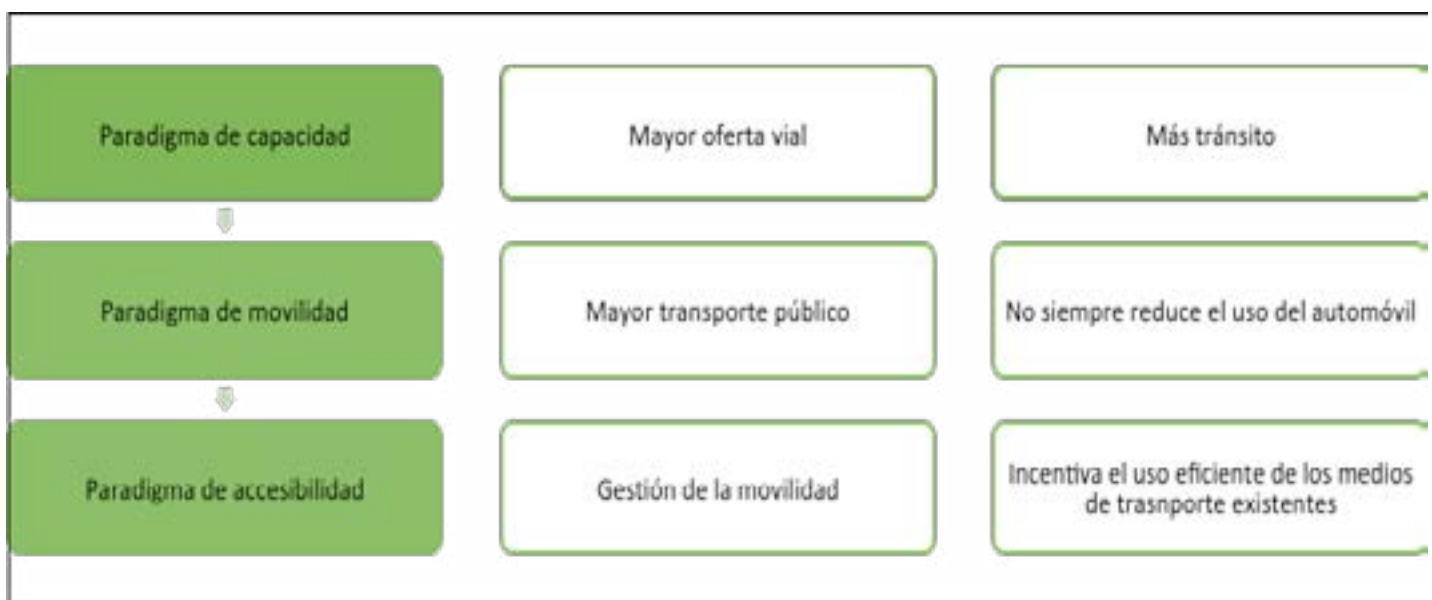 Paradigma de capacidad
Mayor oferta vial
Más tránsito
Paradigma de movilidad
Mayor transporte público
No siempre reduce el uso del automóvil
Paradigma de accesibilidad
Gestión de la movilidad
Incentiva el uso eficiente de los medios
de trasnporte existentes